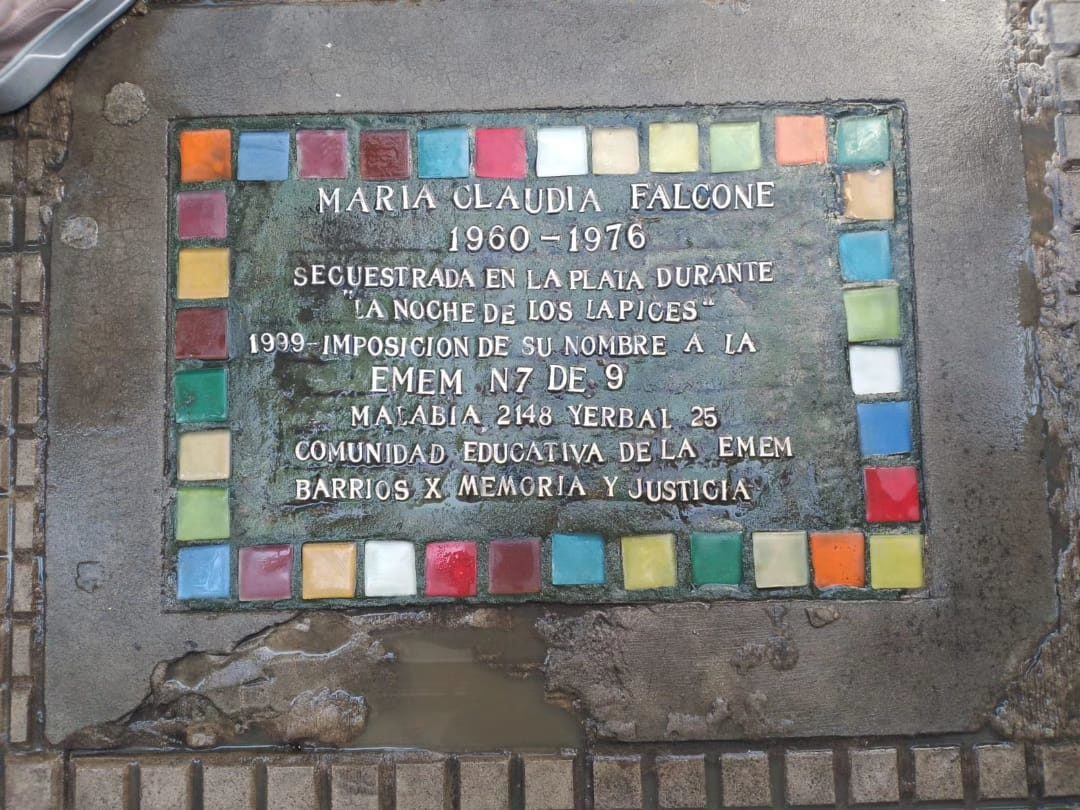 MARIA CLAUDIA FALCONE
1960-1976
SECUESTRADA EN LA PLATA DURANTE
"LA NOCHE DE LOS LAPICES"
1999-IMPOSICION DE SU NOMBRE A LA
EMEM N7 DE 9
MALABIA 2148 YERBAL 25
COMUNIDAD EDUCATIVA DE LA EMEM
BARRIOS X MEMORIA Y JUSTICIA